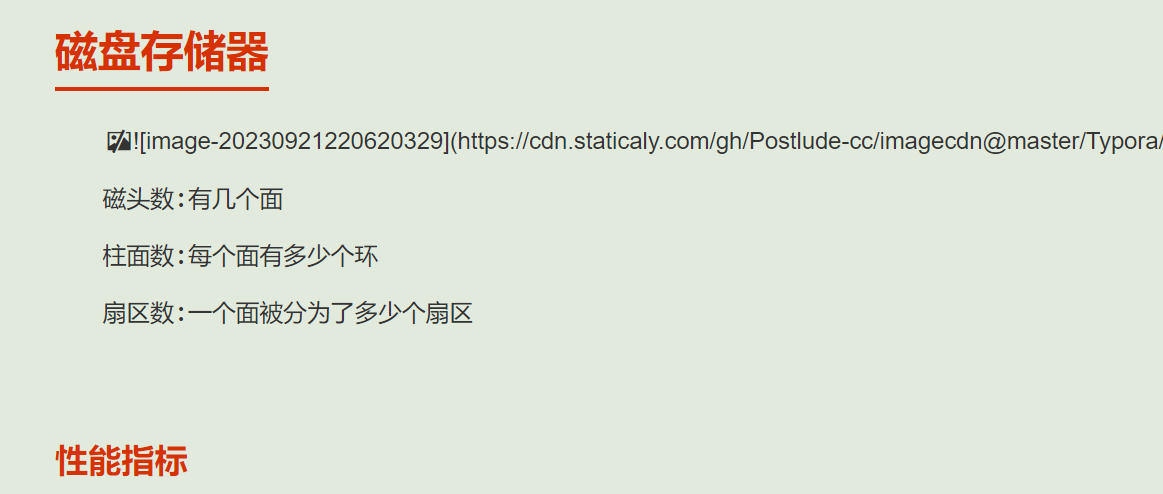 磁盘存储器
![image-20230921220620329](https://cdn.staticaly.com/gh/Postlude-cc/imagecdn@master/Typora/
磁头数:有几个面
柱面数:每个面有多少个环
扇区数:一个面被分为了多少个扇区
性能指标